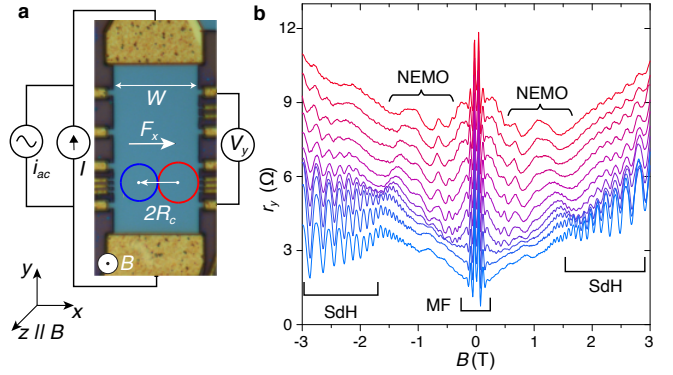 a
W
F_x
i_ac
I
V_y
2R_c
B
y
x
z // B
b
12
9
6
3
0
r_y (Ω)
NEMO
NEMO
SdH
MF
SdH
-3
-2
-1
0
1
2
3
B(T)